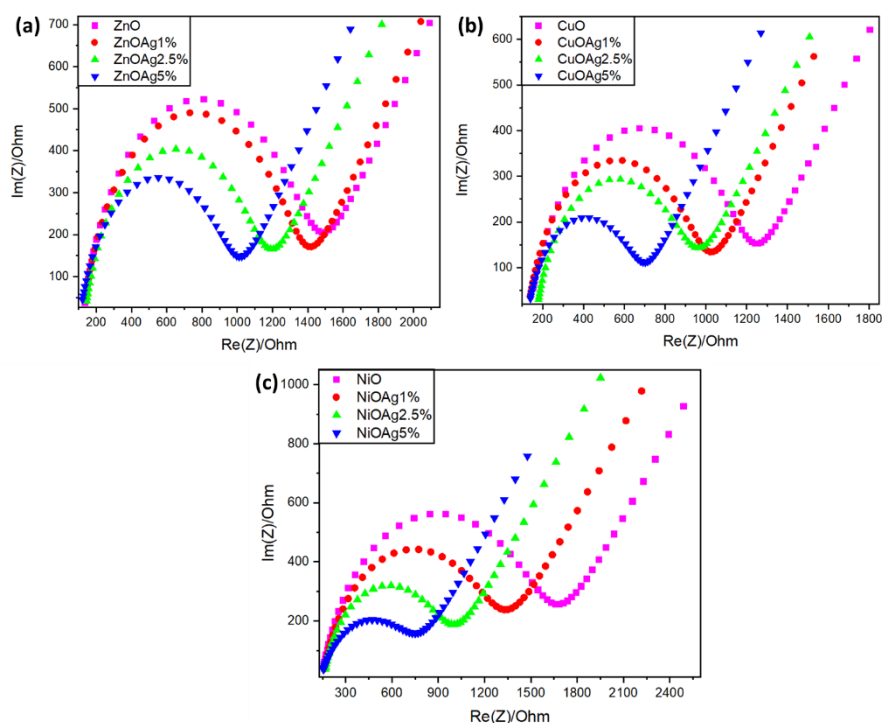 (a)
ZnO
ZnOAg1%
ZnOAg2.5%
ZnOAg5%
700
600
500
400
300
200
100
Im(Z)/Ohm
200 400 600 800 1000 1200 1400 1600 1800 2000
Re(Z)/Ohm
(b)
CuO
CuOAg1%
CuOAg2.5%
CuOAg5%
600
500
400
300
200
100
Im(Z)/Ohm
200 400 600 800 1000 1200 1400 1600 1800
Re(Z)/Ohm
(c)
NiO
NiOAg1%
NiOAg2.5%
NiOAg5%
1000
800
600
400
200
Im(Z)/Ohm
300 600 900 1200 1500 1800 2100 2400
Re(Z)/Ohm